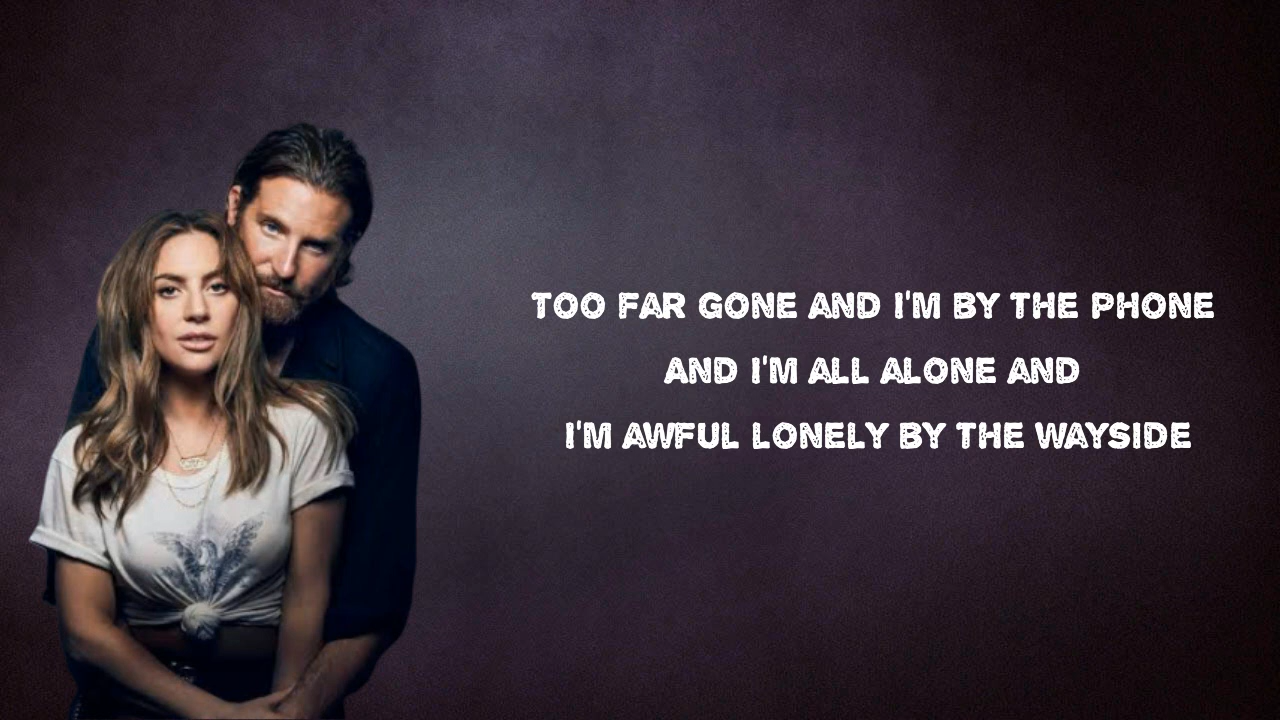 TOO FAR GONE AND I'M BY THE PHONE
AND I'M ALL ALONE AND
I'M AWFUL LONELY BY THE WAYSIDE